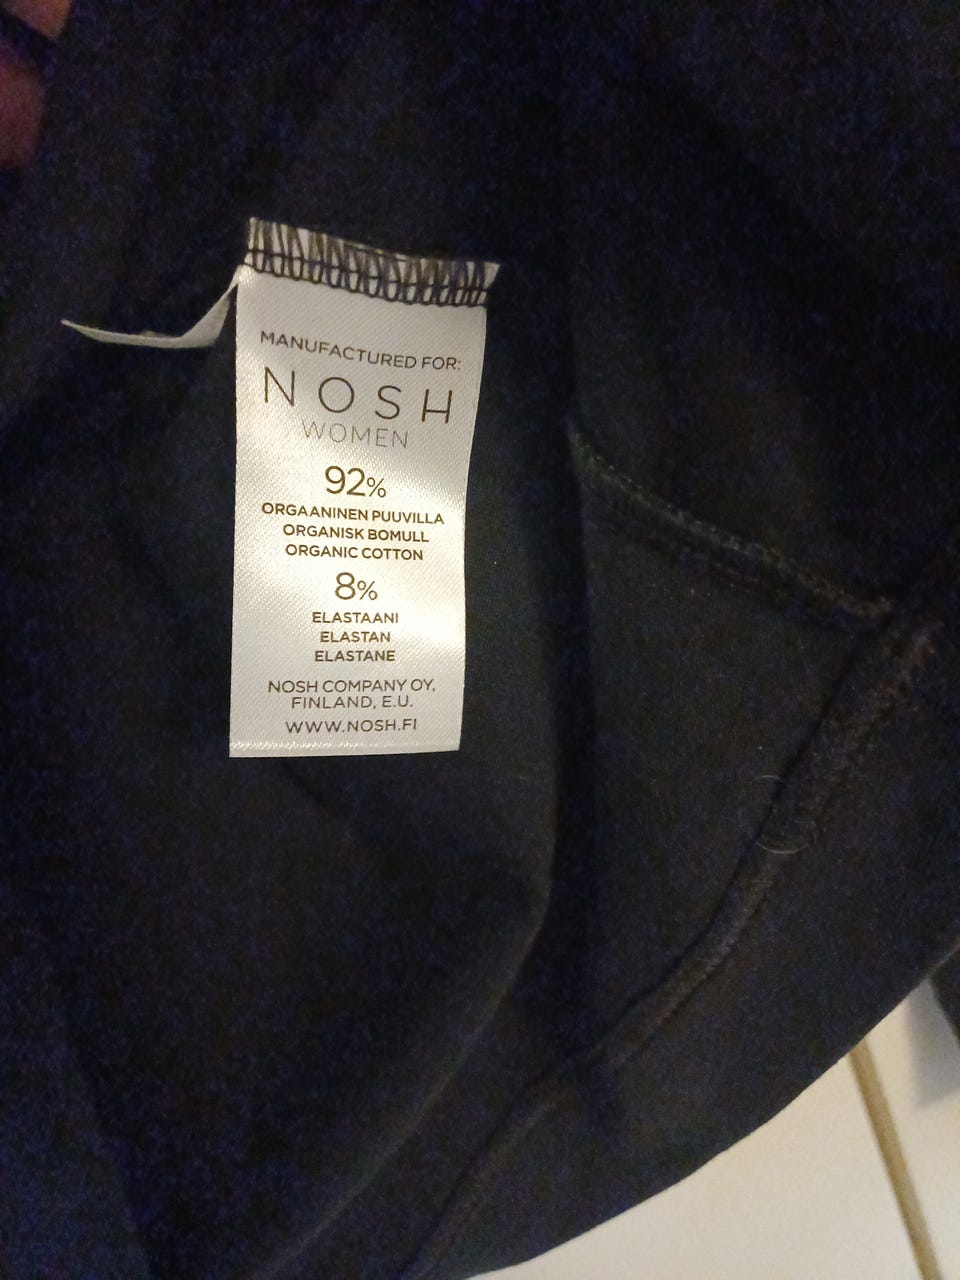 MANUFACTURED FOR:
NOSH
WOMEN
92%
ORGAANINEN PUUVILLA
ORGANISK BOMULL
ORGANIC COTTON
8%
ELASTAANI
ELASTAN
ELASTANE
NOSH COMPANY OY,
FINLAND, E.U.
WWW.NOSH.FI